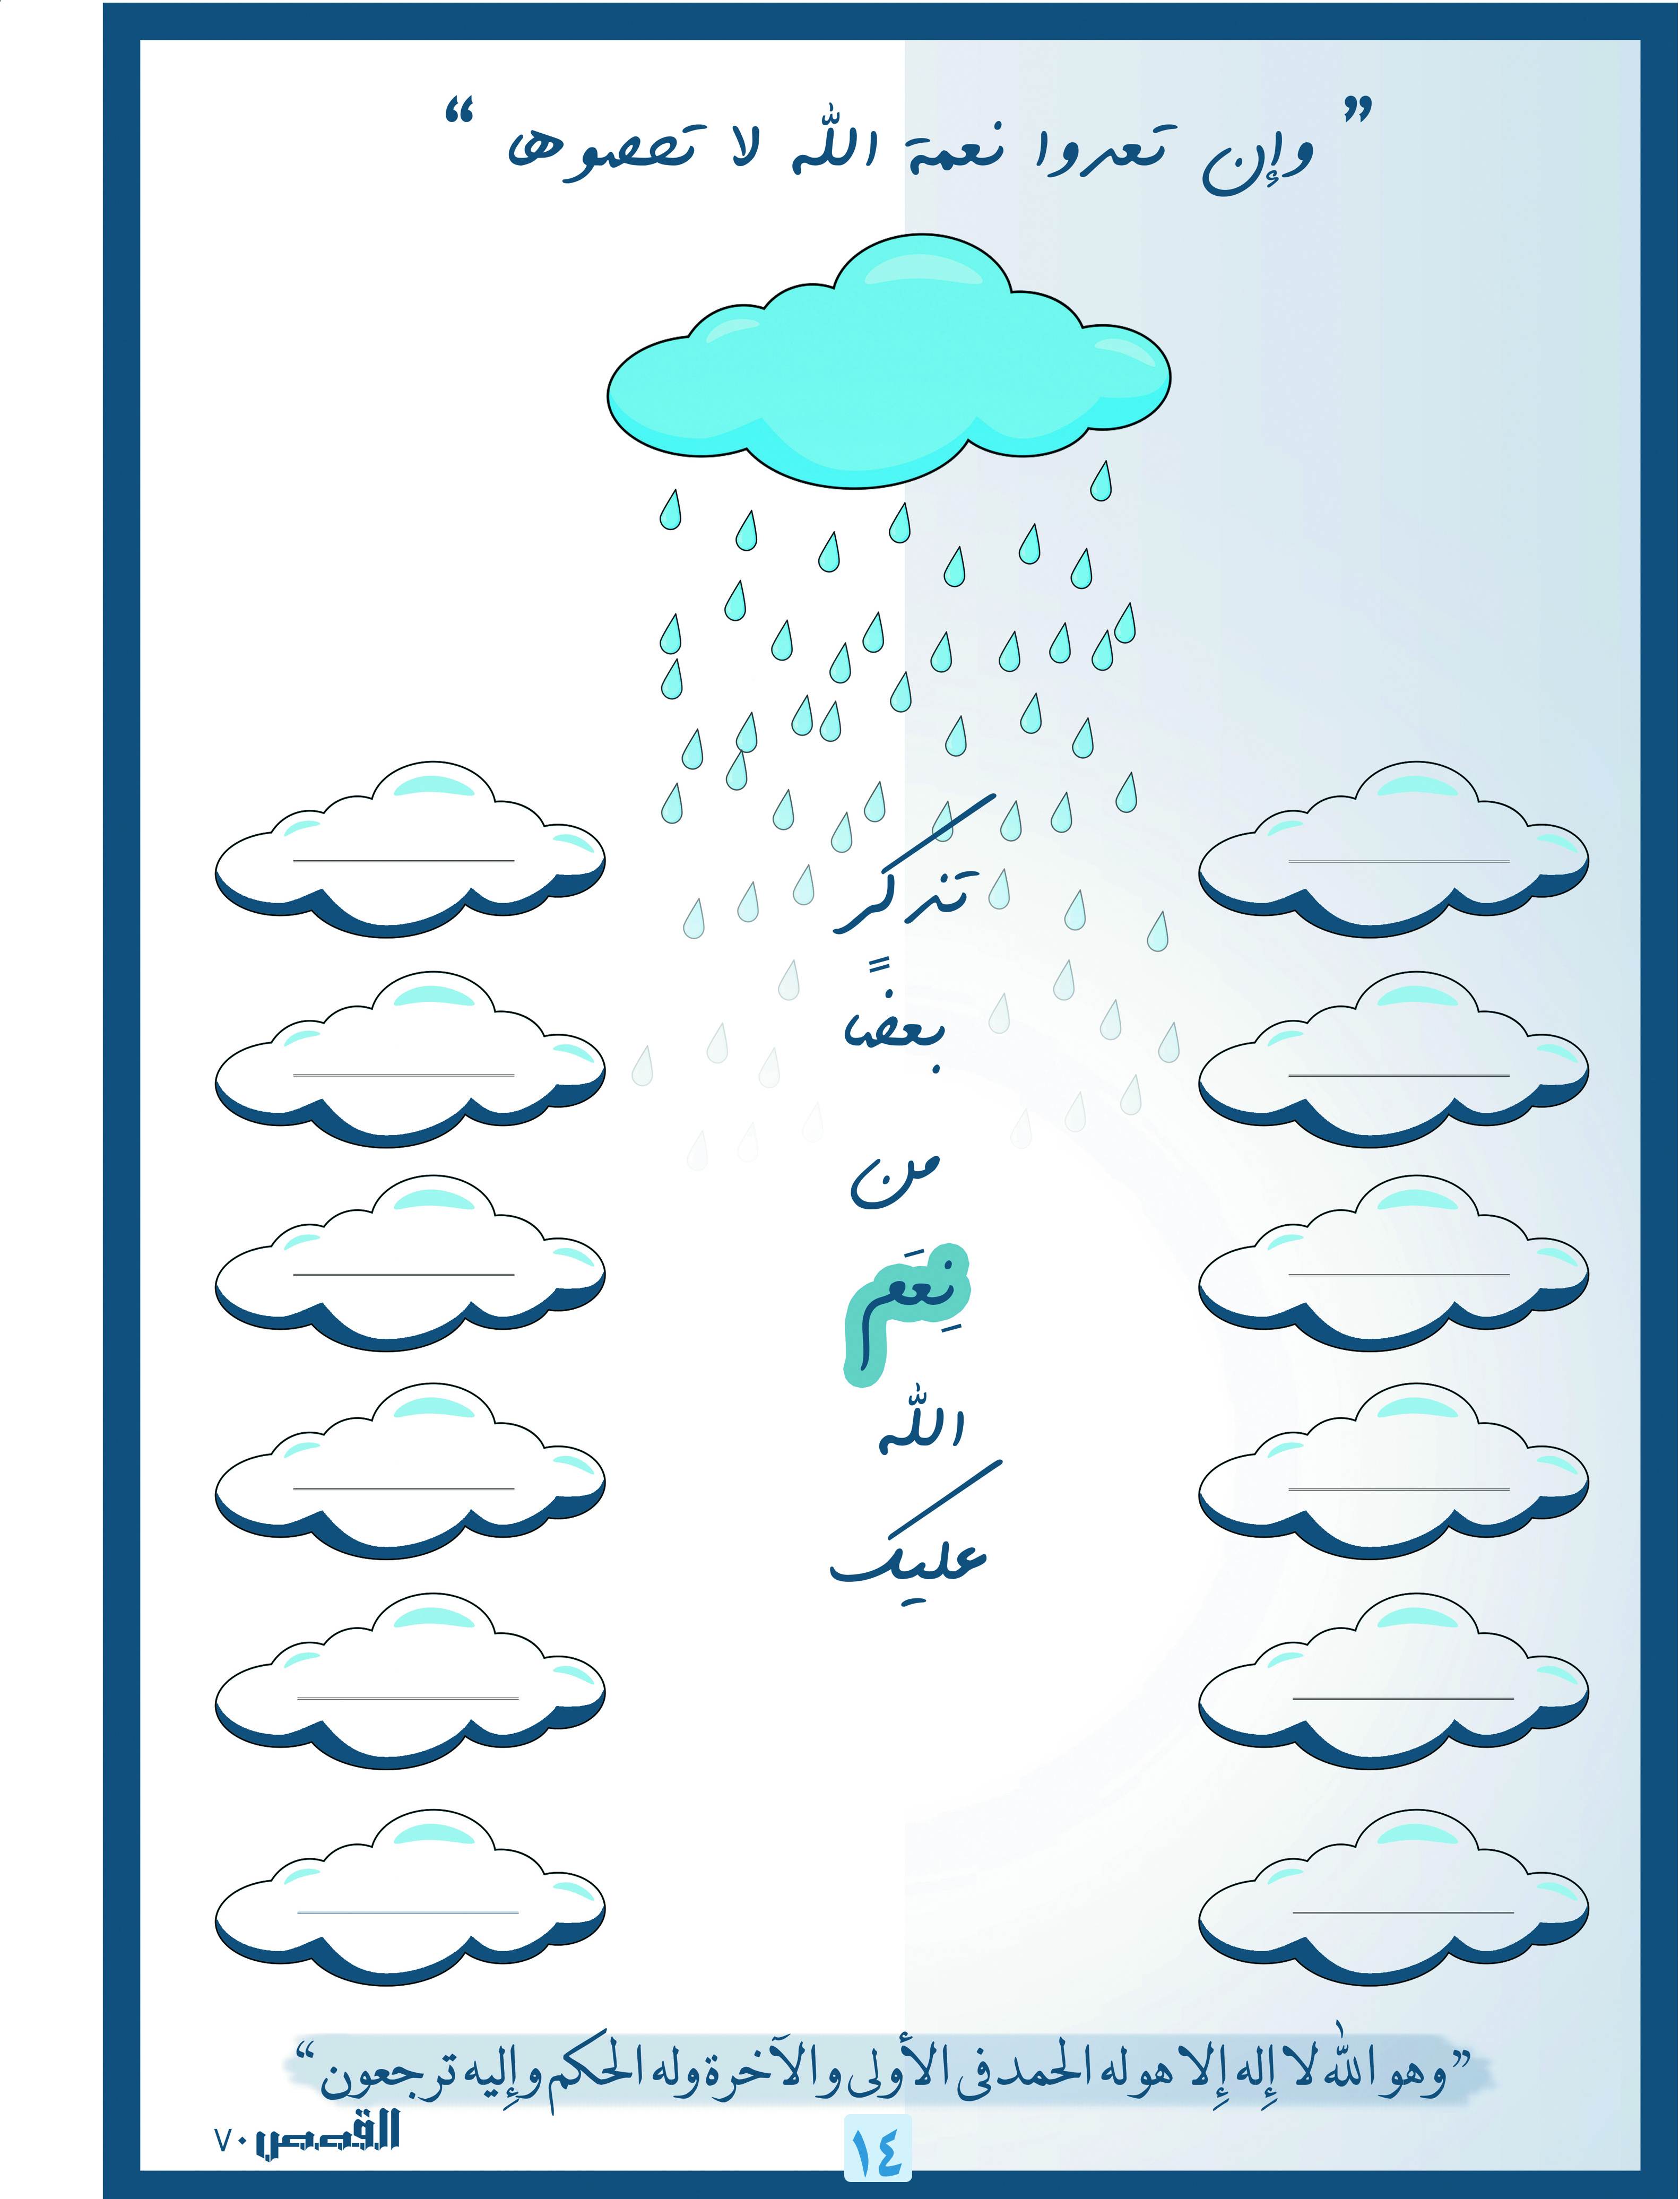 ” وإن تعدوا نعمة الله لا تحصوها “
تذكر
بعضًا
من
نِعَم
الله
عليك
”وهو الله لا إله إلا هو له الحمد فى الأولى والآخرة وله الحكم وإليه ترجعون“
القصص ٧٠
١٤